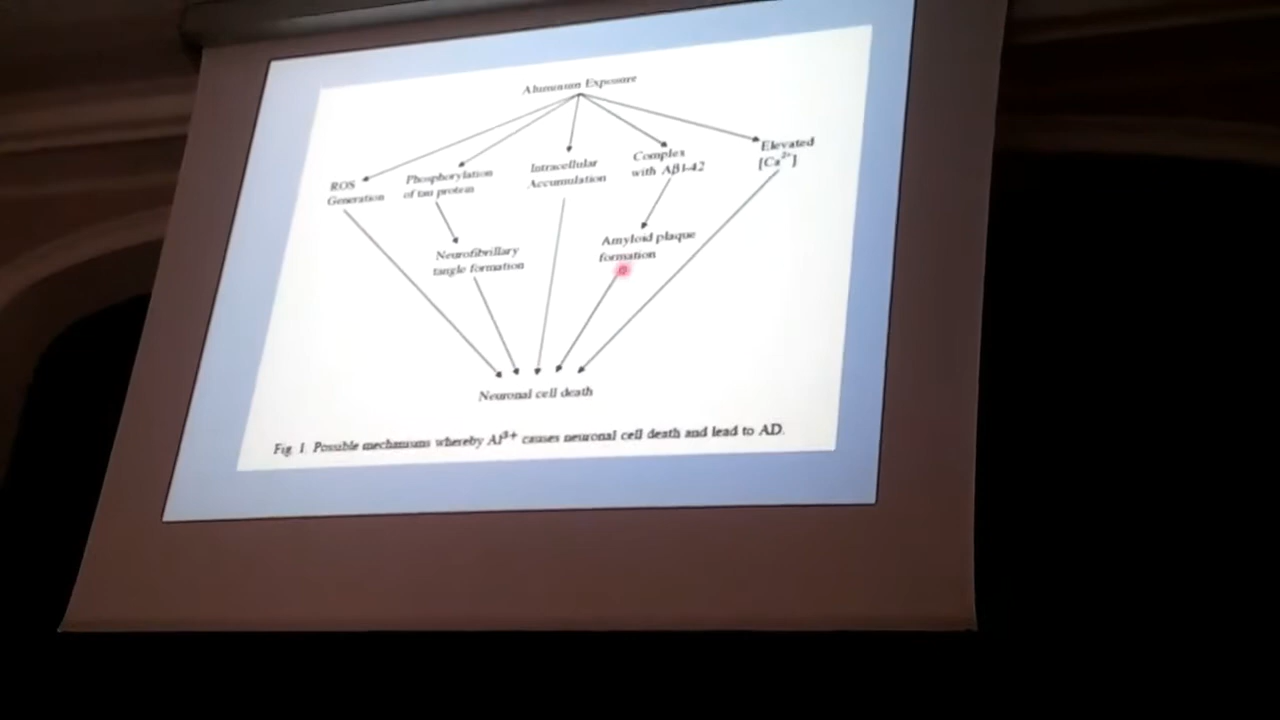 Aluminium Exposure
ROS
Generation
Phosphorylation
of tau protein
Intracellular
Accumulation
Complex
with Aβ1-42
Elevated
[Ca²⁺]
Neurofibrillary
tangle formation
Amyloid plaque
formation
Neuronal cell death
Fig. 1. Possible mechanisms whereby Al³⁺ causes neuronal cell death and lead to AD.